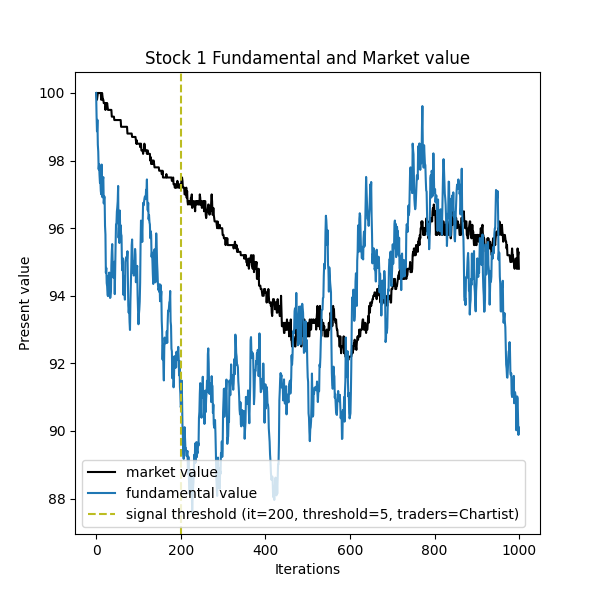 Stock 1 Fundamental and Market value
100
98
96
94
92
90
88
Present value
market value
fundamental value
signal threshold (it=200, threshold=5, traders=Chartist)
0
200
400
600
800
1000
Iterations